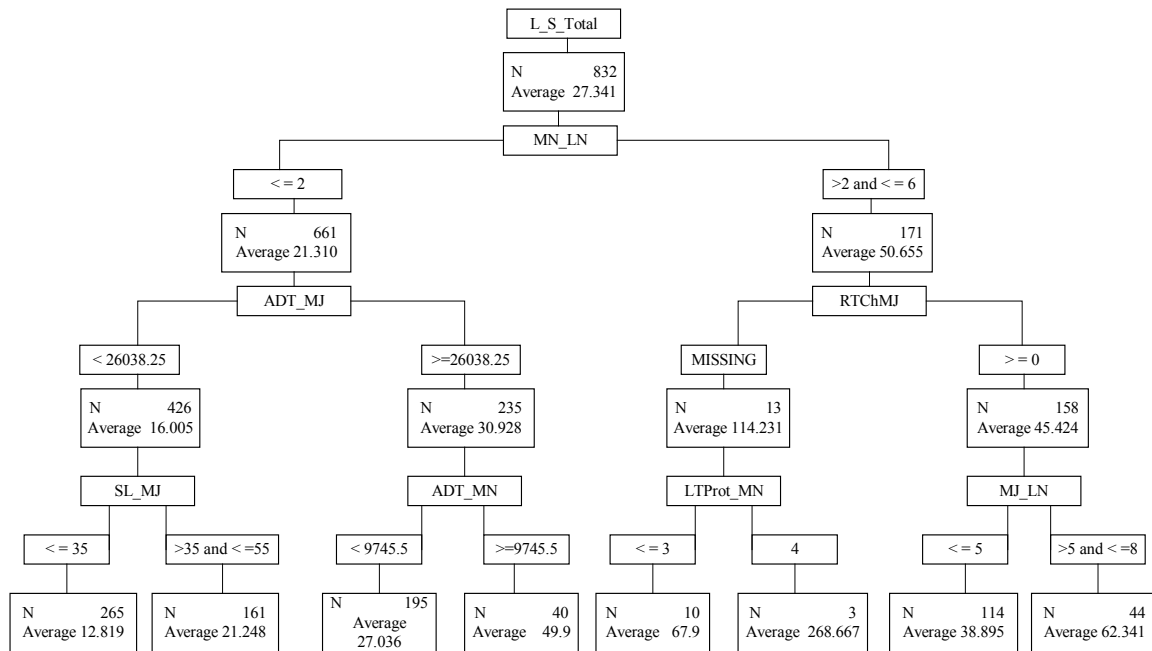 L_S_Total
N 832
Average 27.341
MN_LN
< = 2
>2 and < = 6
N 661
Average 21.310
N 171
Average 50.655
ADT_MJ
RTChMJ
< 26038.25
>=26038.25
MISSING
> = 0
N 426
Average 16.005
N 235
Average 30.928
N 13
Average 114.231
N 158
Average 45.424
SL_MJ
ADT_MN
LTProt_MN
MJ_LN
< = 35
>35 and < =55
< 9745.5
>=9745.5
< = 3
4
< = 5
>5 and < =8
N 265
Average 12.819
N 161
Average 21.248
N 195
Average
27.036
N 40
Average 49.9
N 10
Average 67.9
N 3
Average 268.667
N 114
Average 38.895
N 44
Average 62.341